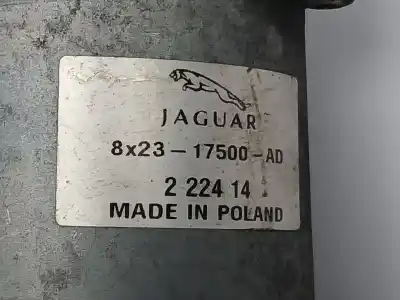 JAGUAR
8x23-17500-AD
2 224 14
MADE IN POLAND